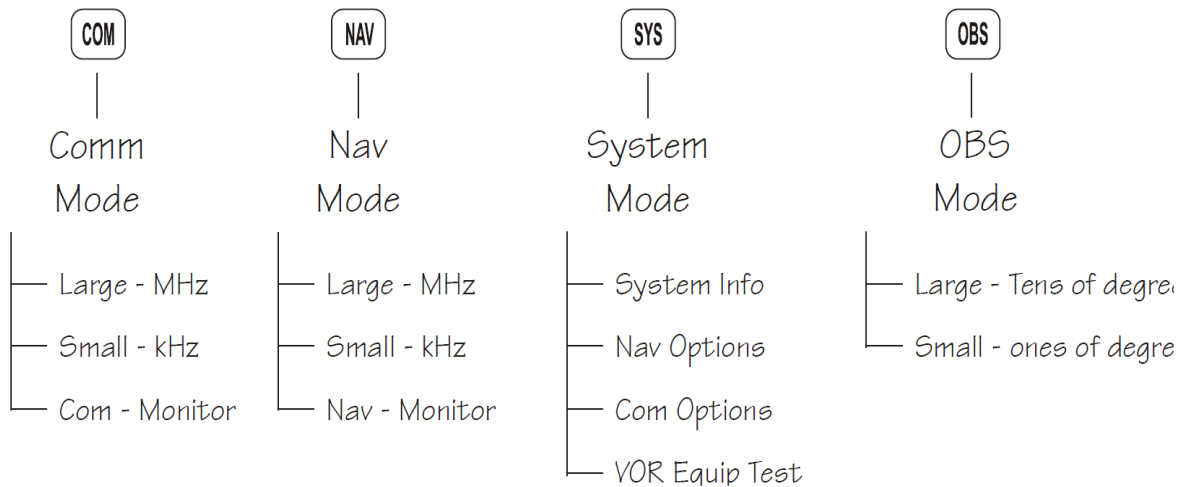 COM
NAV
SYS
OBS
Comm
Mode
Nav
Mode
System
Mode
OBS
Mode
Large - MHz
Small - kHz
Com - Monitor
Large - MHz
Small - kHz
Nav - Monitor
System Info
Nav Options
Com Options
VOR Equip Test
Large - Tens of degre
Small - ones of degre